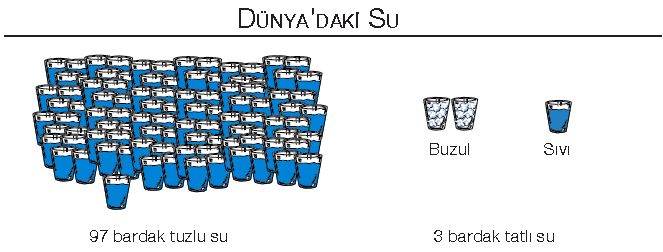 DÜNYA'DAKİ SU
Buzul Sıvı
97 bardak tuzlu su 3 bardak tatlı su